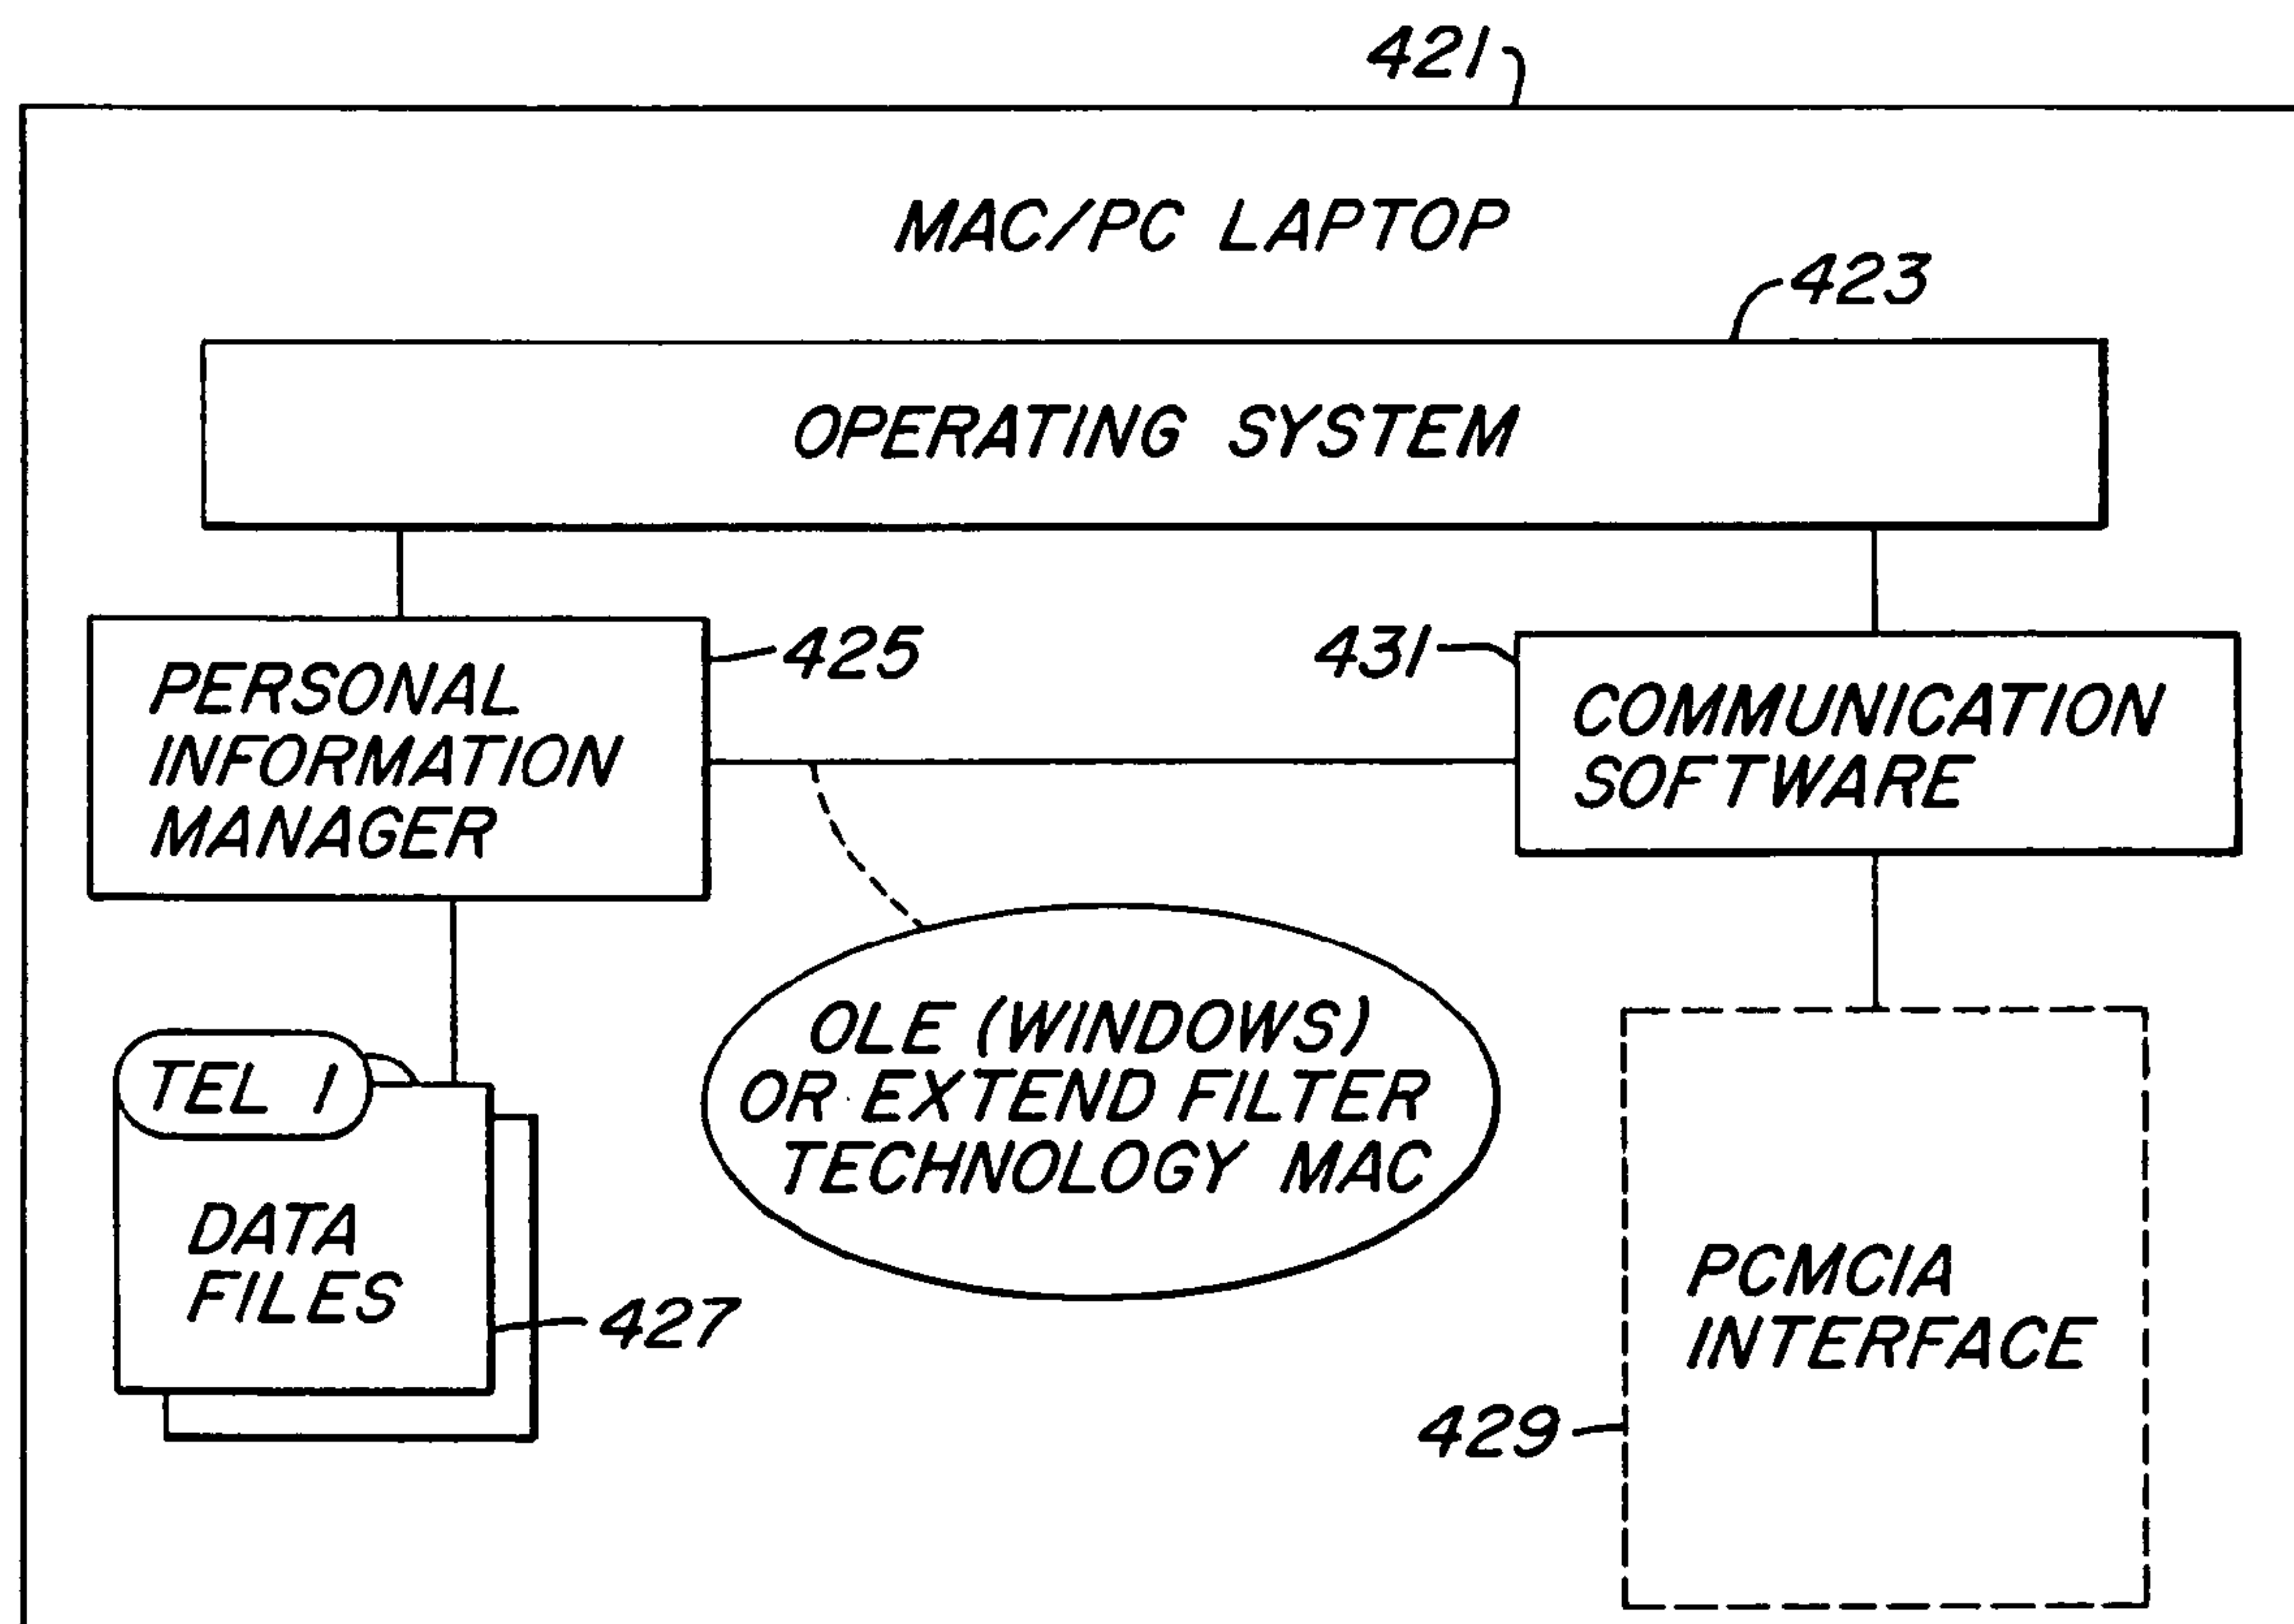 421
MAC/PC LAPTOP
423
OPERATING SYSTEM
425
PERSONAL
INFORMATION
MANAGER
431
COMMUNICATION
SOFTWARE
OLE (WINDOWS)
OR EXTEND FILTER
TECHNOLOGY MAC
TEL 1
DATA
FILES
427
PCMCIA
INTERFACE
429